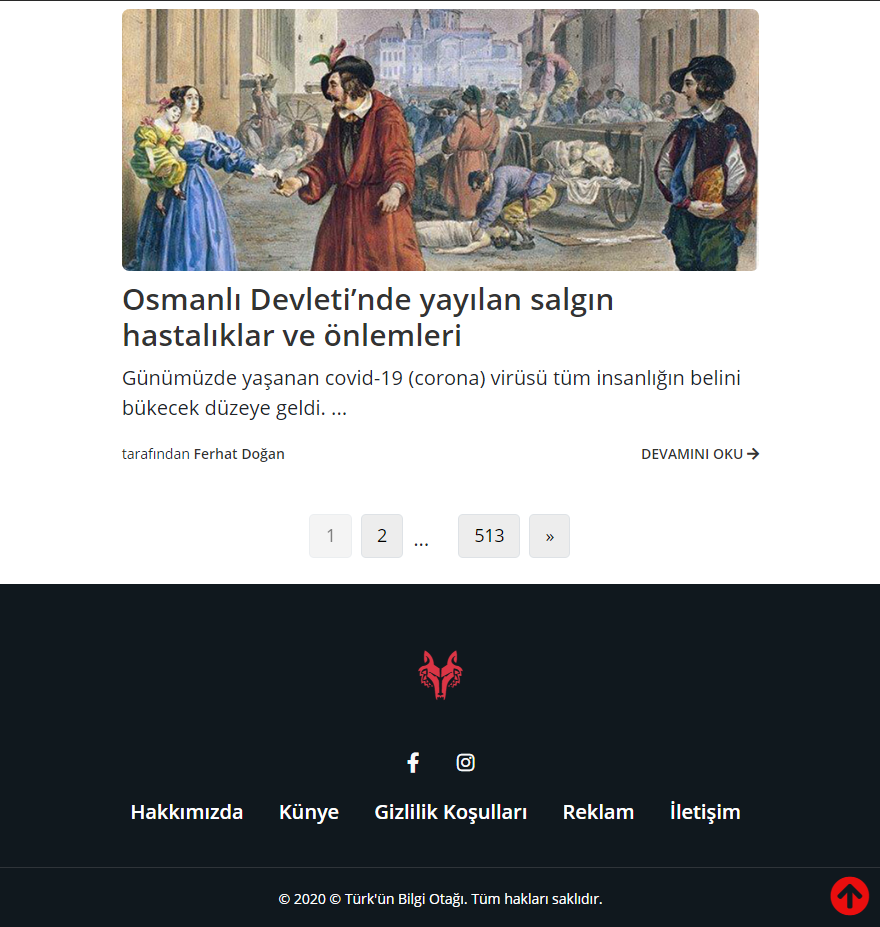 Osmanlı Devleti’nde yayılan salgın
hastalıklar ve önlemleri
Günümüzde yaşanan covid-19 (corona) virüsü tüm insanlığın belini
bükecek düzeye geldi. ...
tarafından Ferhat Doğan
DEVAMINI OKU
1 2 ... 513 »
Hakkımızda Künye Gizlilik Koşulları Reklam İletişim
© 2020 © Türk'ün Bilgi Otağı. Tüm hakları saklıdır.